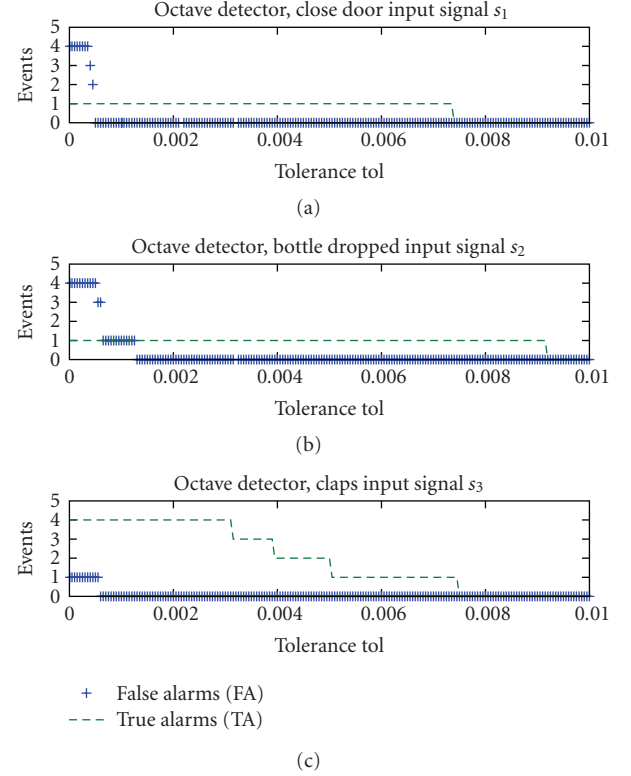 Octave detector, close door input signal s₁
5
4
3
2
1
0
Events
0 0.002 0.004 0.006 0.008 0.01
Tolerance tol
(a)
Octave detector, bottle dropped input signal s₂
5
4
3
2
1
0
Events
0 0.002 0.004 0.006 0.008 0.01
Tolerance tol
(b)
Octave detector, claps input signal s₃
5
4
3
2
1
0
Events
0 0.002 0.004 0.006 0.008 0.01
Tolerance tol
False alarms (FA)
True alarms (TA)
(c)